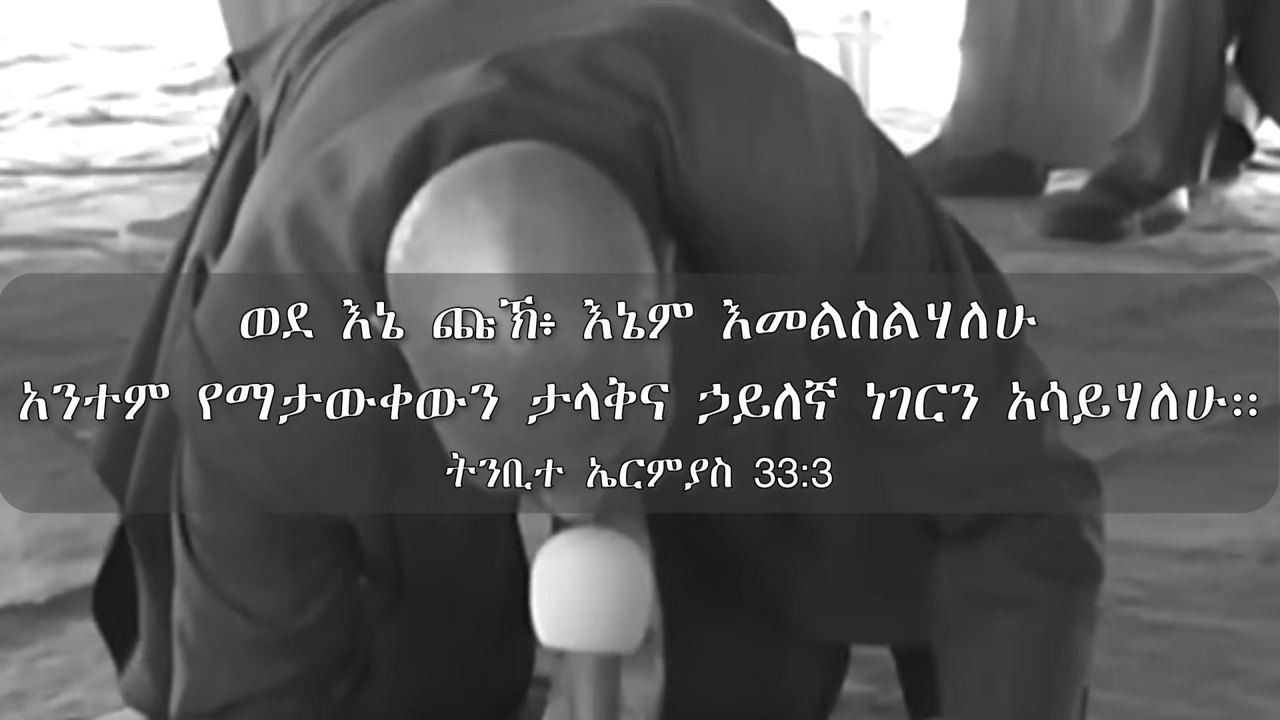 ወደ እኔ ጩኽ፥ እኔም እመልስልሃለሁ
አንተም የማታውቀውን ታላቅና ኃይለኛ ነገርን አሳይሃለሁ።
ትንቢተ ኤርምያስ 33:3